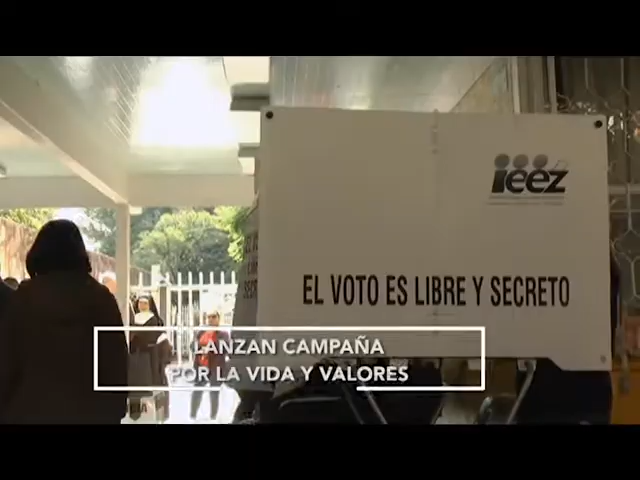 ieez
EL VOTO ES LIBRE Y SECRETO
LANZAN CAMPAÑA
POR LA VIDA Y VALORES